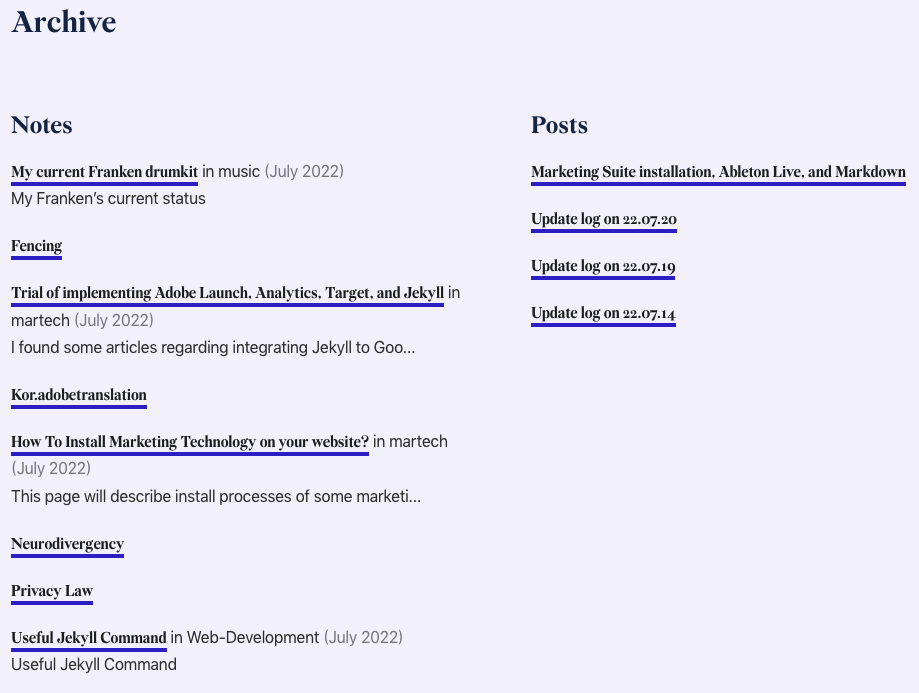 Archive
Notes
My current Franken drumkit in music (July 2022)
My Franken's current status
Fencing
Trial of implementing Adobe Launch, Analytics, Target, and Jekyll in
martech (July 2022)
I found some articles regarding integrating Jekyll to Goo...
Kor.adobetranslation
How To Install Marketing Technology on your website? in martech
(July 2022)
This page will describe install processes of some marketi...
Neurodivergency
Privacy Law
Useful Jekyll Command in Web-Development (July 2022)
Useful Jekyll Command
Posts
Marketing Suite installation, Ableton Live, and Markdown
Update log on 22.07.20
Update log on 22.07.19
Update log on 22.07.14